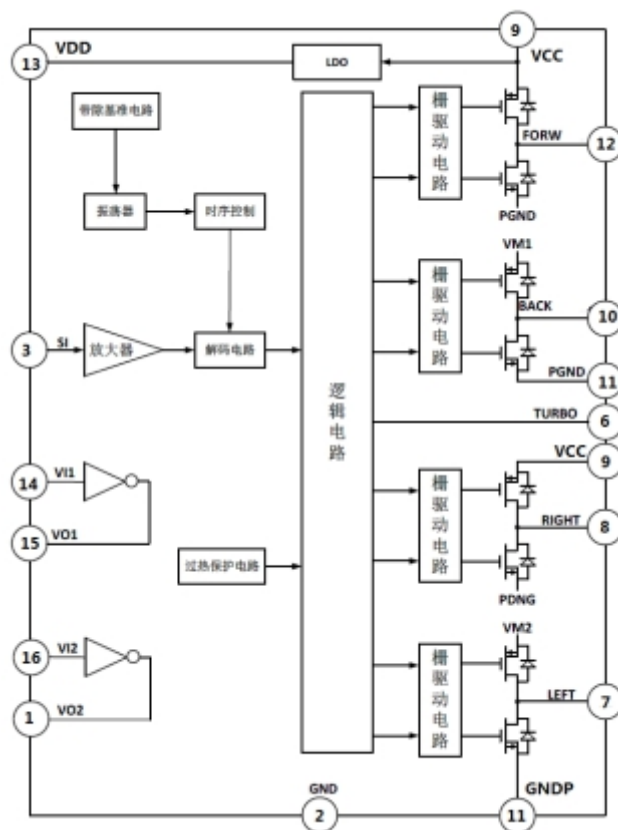 9
VCC
13
VDD
LDO
带隙基准电路
栅驱动电路
FORW
12
振荡器
时序控制
PGND
VM1
栅驱动电路
BACK
10
3
SI
放大器
解码电路
逻辑电路
PGND
11
TURBO
6
VCC
9
14
VI1
栅驱动电路
RIGHT
8
15
VO1
过热保护电路
PDNG
VM2
16
VI2
栅驱动电路
LEFT
7
1
VO2
GND
2
GNDP
11